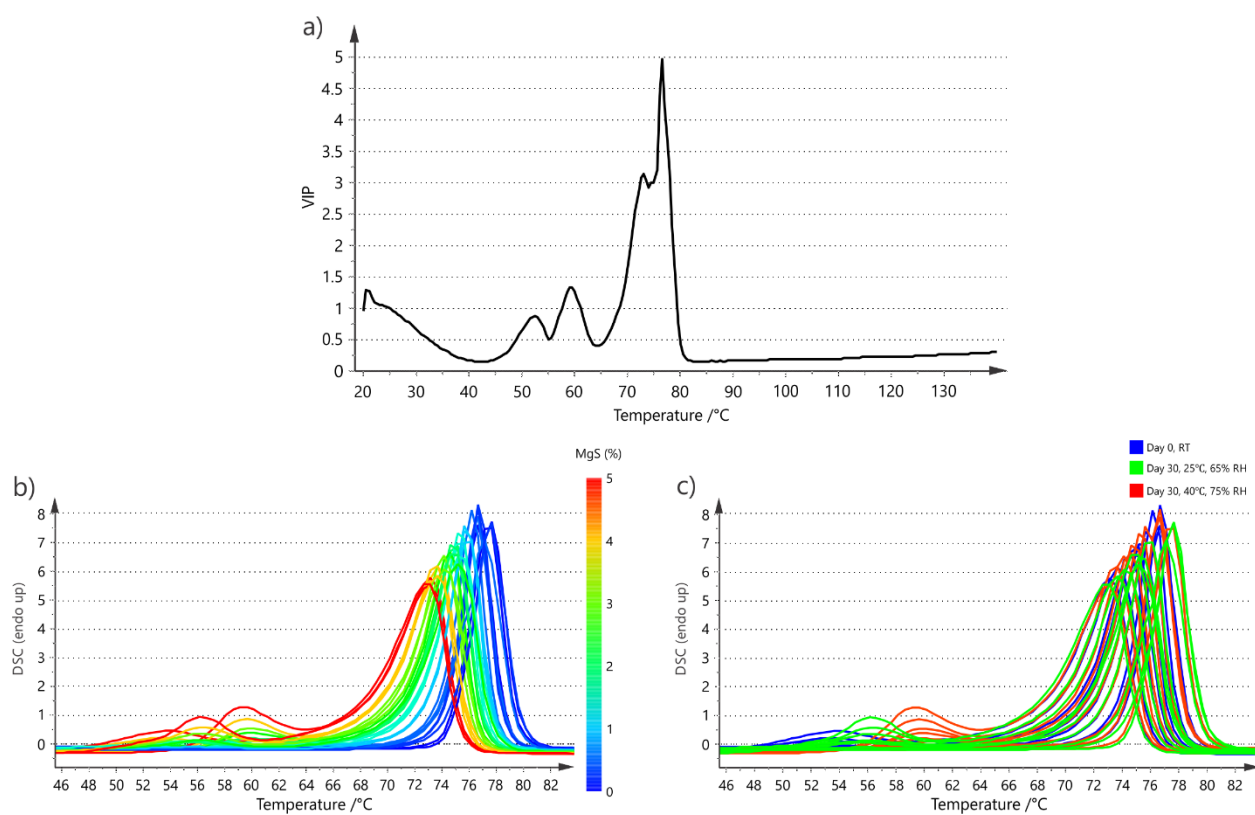 a)
VIP
5
4.5
4
3.5
3
2.5
2
1.5
1
0.5
0
20 30 40 50 60 70 80 90 100 110 120 130
Temperature /°C
b)
MgS (%)
5
4
3
2
1
0
DSC (endo up)
8
7
6
5
4
3
2
1
0
46 48 50 52 54 56 58 60 62 64 66 68 70 72 74 76 78 80 82
Temperature /°C
c)
Day 0, RT
Day 30, 25°C, 65% RH
Day 30, 40°C, 75% RH
DSC (endo up)
8
7
6
5
4
3
2
1
0
46 48 50 52 54 56 58 60 62 64 66 68 70 72 74 76 78 80 82
Temperature /°C